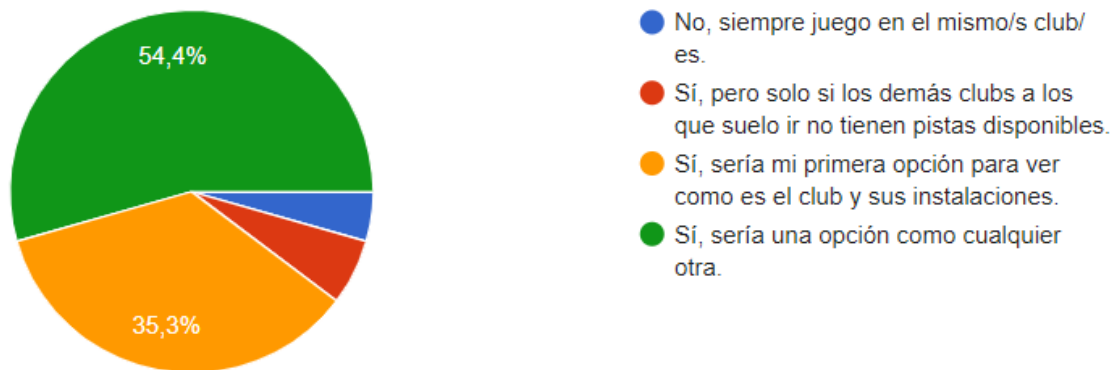 54,4%
35,3%
No, siempre juego en el mismo/s club/
es.
Sí, pero solo si los demás clubs a los
que suelo ir no tienen pistas disponibles.
Sí, sería mi primera opción para ver
como es el club y sus instalaciones.
Sí, sería una opción como cualquier
otra.